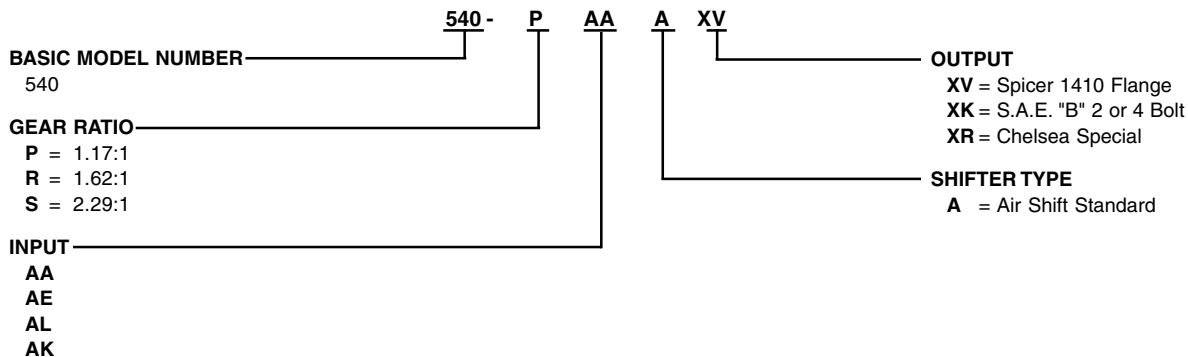 540 - P AA A XV
BASIC MODEL NUMBER
540
GEAR RATIO
P = 1.17:1
R = 1.62:1
S = 2.29:1
INPUT
AA
AE
AL
AK
OUTPUT
XV = Spicer 1410 Flange
XK = S.A.E. "B" 2 or 4 Bolt
XR = Chelsea Special
SHIFTER TYPE
A = Air Shift Standard